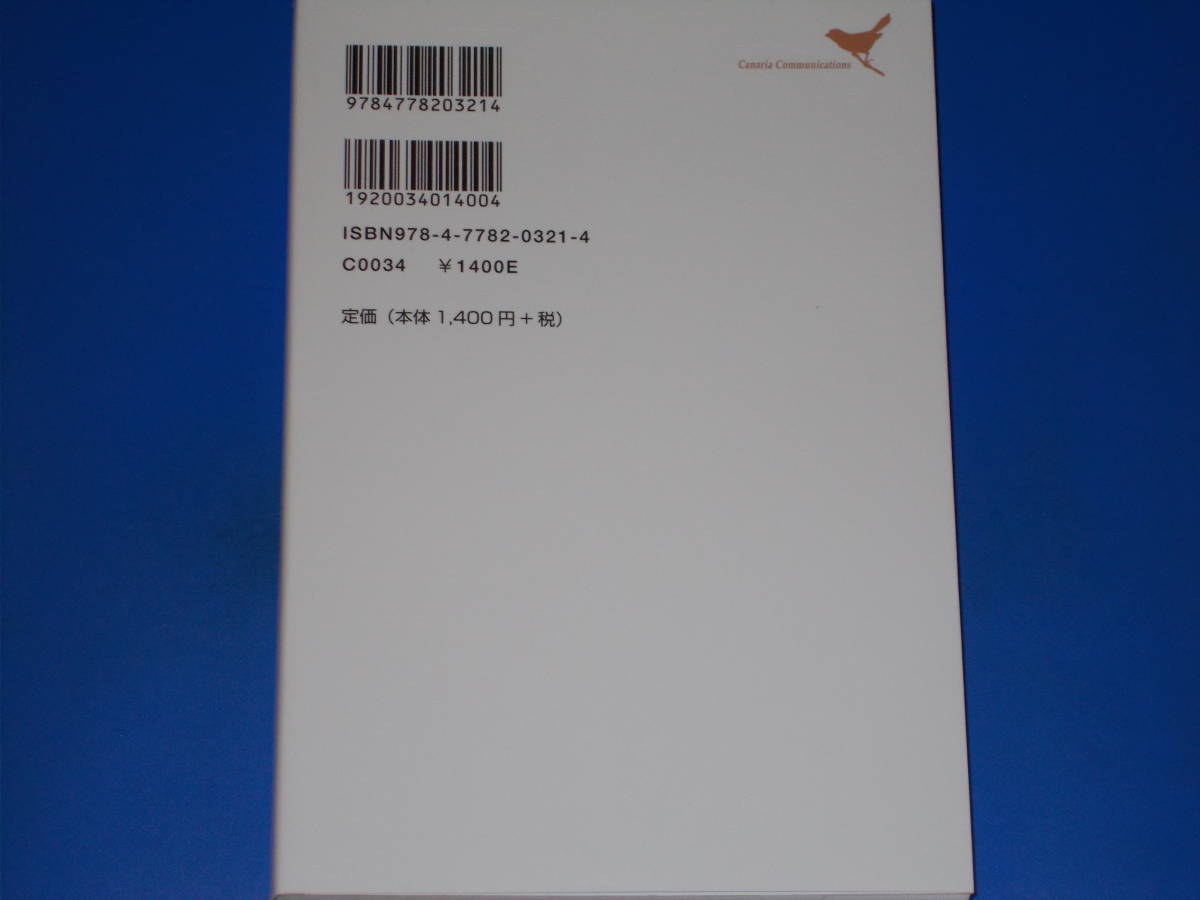 Canaria Communications
9784778203214
1920034014004
ISBN978-4-7782-0321-4
C0034 ¥1400E
定価（本体 1,400 円 + 税）